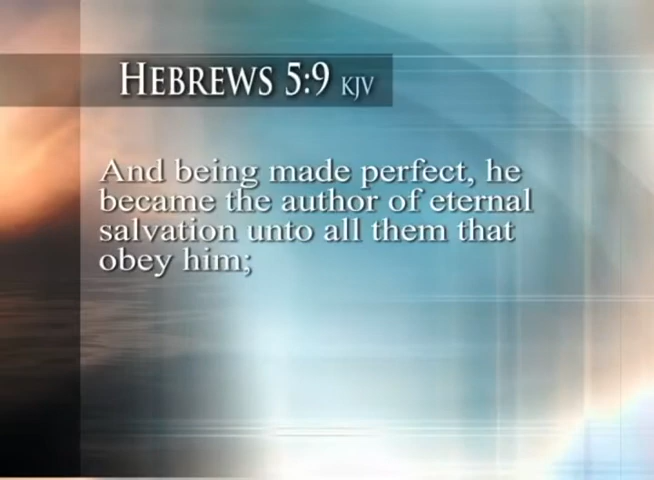 HEBREWS 5:9 KJV
And being made perfect, he
became the author of eternal
salvation unto all them that
obey him;